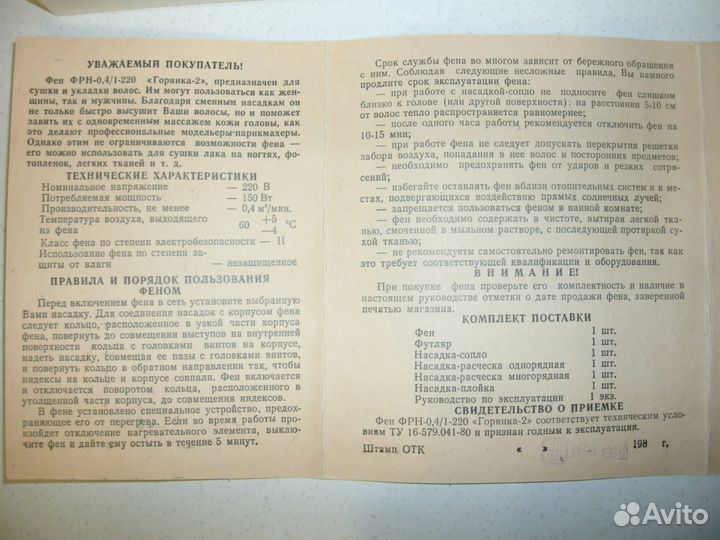 УВАЖАЕМЫЙ ПОКУПАТЕЛЬ!
Фен ФРН-0,4/1-220 «Горянка-2», предназначен для
сушки и укладки волос. Им могут пользоваться как жен-
щины, так и мужчины. Благодаря сменным насадкам он
не только быстро высушит Ваши волосы, но и поможет
завить их с одновременным массажем кожи головы, как
это делают профессиональные модельеры-парикмахеры.
Однако этим не ограничиваются возможности фена —
его можно использовать для сушки лака на ногтях, фо-
топленок, легких тканей и т. д.
ТЕХНИЧЕСКИЕ ХАРАКТЕРИСТИКИ
Номинальное напряжение — 220 В
Потребляемая мощность — 150 Вт
Производительность, не менее — 0,4 м³/мин.
Температура воздуха, выходящего
из фена 60 +5 −4 °С
Класс фена по степени электробезопасности — II
Использоание фена по степени за-
щиты от влаги — незащищенное
ПРАВИЛА И ПОРЯДОК ПОЛЬЗОВАНИЯ
ФЕНОМ
Перед включением фена в сеть установите выбранную
Вами насадку. Для соединения насадок с корпусом фена
следует кольцо, расположенное в узкой части корпуса
фена, повернуть до совмещения выступов на внутренней
поверхности кольца с головками винтов на корпусе,
надеть насадку, совмещая ее пазы с головками винтов,
и повернуть кольцо в обратном направлении так, чтобы
индексы на кольце и корпусе совпали. Фен включается
и отключается поворотом кольца, расположенного в
утолщенной части корпуса, до совмещения индексов.
В фене установлено специальное устройство, предох-
раняющее его от перегрева. Если во время работы про-
изойдет отключение нагревательного элемента, выклю-
чите фен и дайте ему остыть в течение 5 минут.
Срок службы фена во многом зависит от бережного обращения
с ним. Соблюдая следующие несложные правила, Вы намного
продлите срок эксплуатации фена:
— при работе с насадкой-сопло не подносите фен слишком
близко к голове (или другой поверхности): на расстоянии 5-10 см
от волос тепло распространяется равномернее;
— после одного часа работы рекомендуется отключить фен на
10-15 мин;
— при работе фена не следует допускать перекрытия решетки
забора воздуха, попадания в нее волос и посторонних предметов;
— необходимо предохранять фен от ударов и резких сотря-
сений;
— избегайте оставлять фен вблизи отопительных систем и в ме-
стах, подвергающихся воздействию прямых солнечных лучей;
— запрещается пользоваться феном в ванной комнате;
— фен необходимо содержать в чистоте, вытирая легкой тка-
нью, смоченной в мыльном растворе, с последующей протиркой су-
хой тканью;
— не рекомендуем самостоятельно ремонтировать фен, так как
это требует соответствующей квалификации и оборудования.
ВНИМАНИЕ!
При покупке фена проверьте его комплектность и наличие в
настоящем руководстве отметки о дате продажи фена, заверенной
печатью магазина.
КОМПЛЕКТ ПОСТАВКИ
Фен 1 шт.
Футляр 1 шт.
Насадка-сопло 1 шт.
Насадка-расческа однорядная 1 шт.
Насадка-расческа многорядная 1 шт.
Насадка-плойка 1 шт.
Руководство по эксплуатации 1 экз.
СВИДЕТЕЛЬСТВО О ПРИЕМКЕ
Фен ФРН-0,4/1-220 «Горянка-2» соответствует техническим усло-
виям ТУ 16-579.041-80 и признан годным к эксплуатации.
Штамп ОТК « » 198 г.
Avito